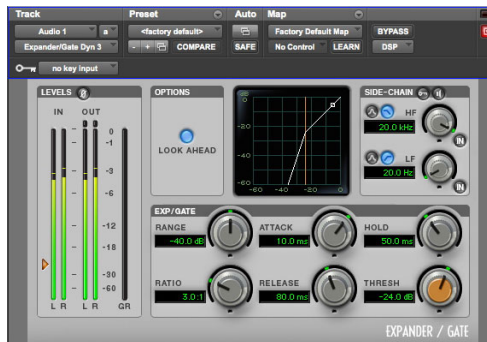 Track Preset Auto Map
Audio 1 a <factory default> Factory Default Map BYPASS
Expander/Gate Dyn 3 - + COMPARE SAFE No Control LEARN DSP
no key input
LEVELS OPTIONS SIDE-CHAIN
IN OUT
0
-1
-3
-6
-12
-18
-30
-60
L R L R GR
LOOK AHEAD
dB
0
-20
-40
-60
-60 -40 -20 0
HF
20.0 kHz
IN
LF
20.0 Hz
IN
EXP/GATE
RANGE ATTACK HOLD
-40.0 dB 10.0 ms 50.0 ms
RATIO RELEASE THRESH
3.0:1 80.0 ms -24.0 dB
EXPANDER / GATE